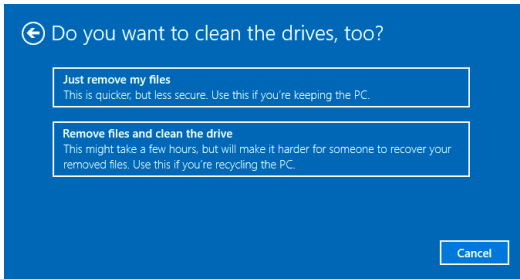 Do you want to clean the drives, too?
Just remove my files
This is quicker, but less secure. Use this if you're keeping the PC.
Remove files and clean the drive
This might take a few hours, but will make it harder for someone to recover your
removed files. Use this if you're recycling the PC.
Cancel